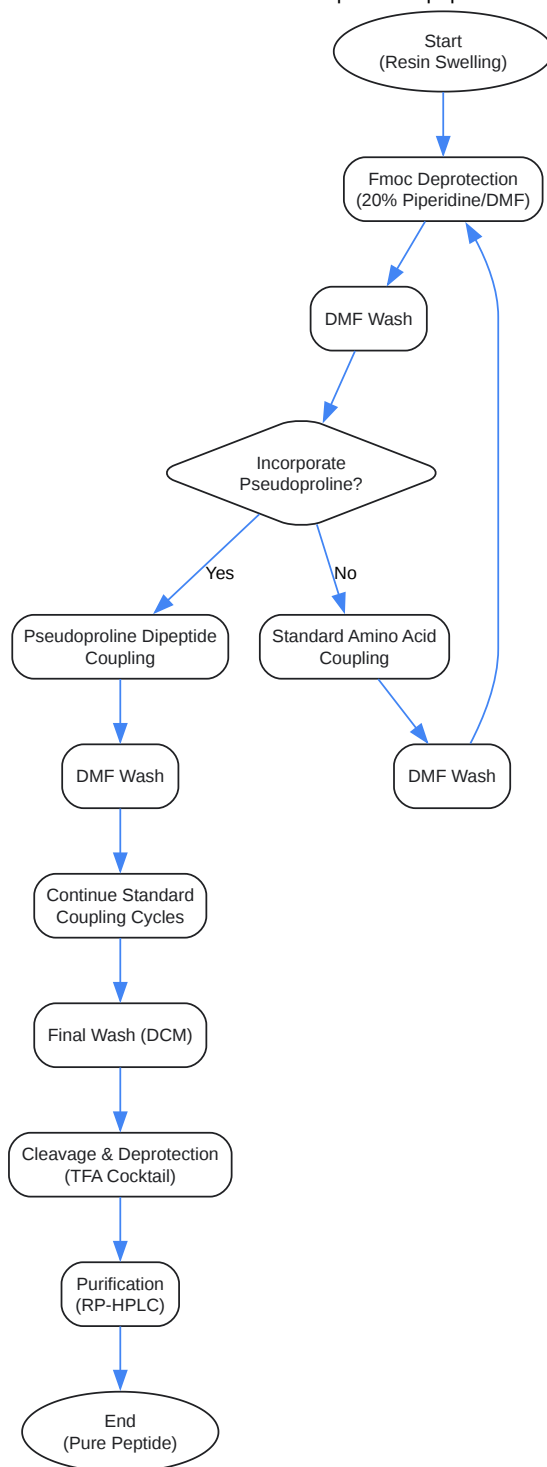 Start
(Resin Swelling)
Fmoc Deprotection
(20% Piperidine/DMF)
DMF Wash
Incorporate
Pseudoproline?
Yes
No
Pseudoproline Dipeptide
Coupling
Standard Amino Acid
Coupling
DMF Wash
DMF Wash
Continue Standard
Coupling Cycles
Final Wash (DCM)
Cleavage & Deprotection
(TFA Cocktail)
Purification
(RP-HPLC)
End
(Pure Peptide)